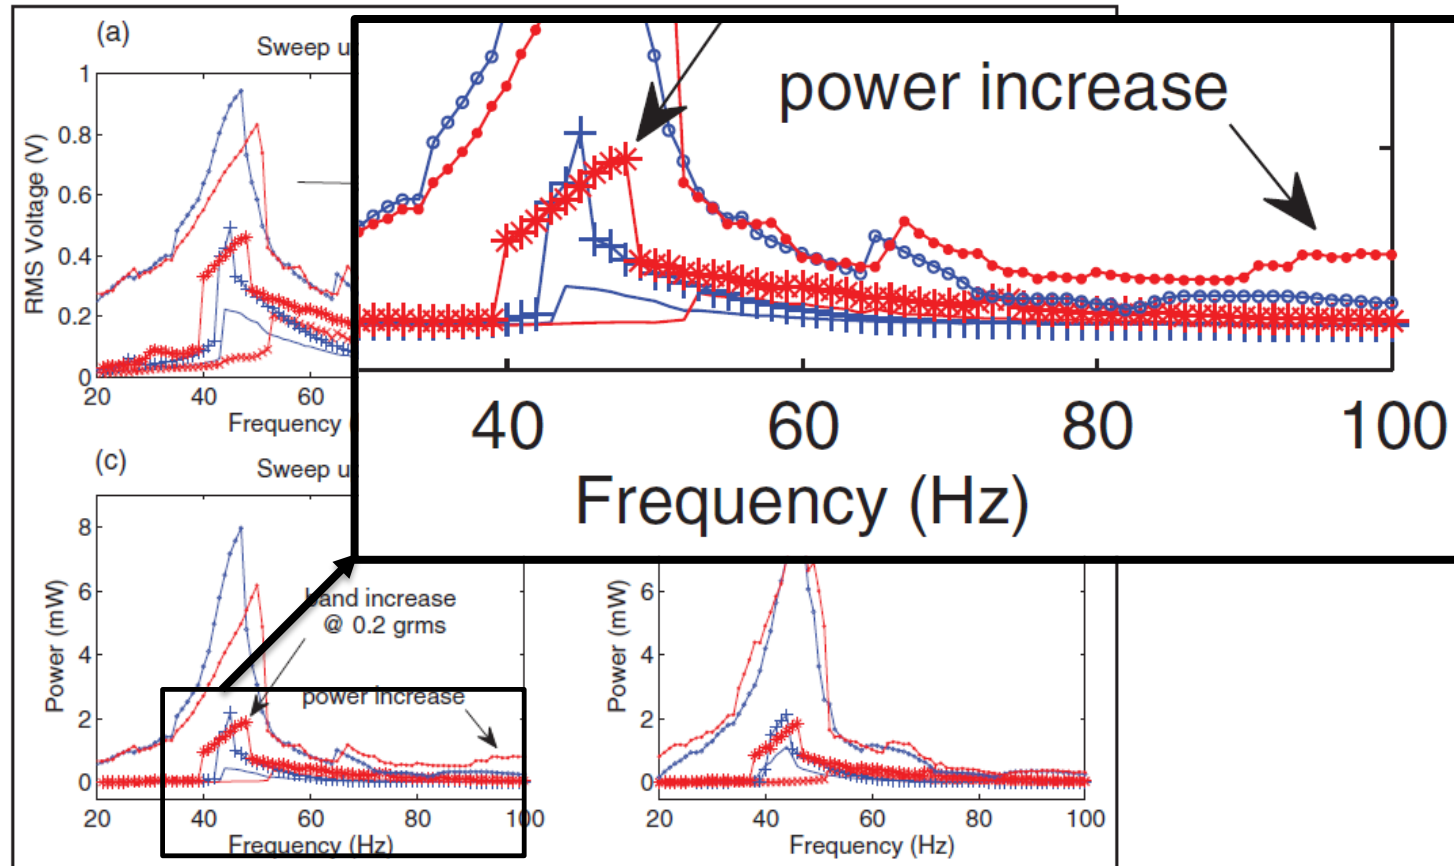 (a)
Sweep u
1
0.8
0.6
0.4
0.2
0
RMS Voltage (V)
20
40
60
Frequency (
power increase
40
60
80
100
Frequency (Hz)
(c)
Sweep u
8
6
4
2
0
Power (mW)
band increase
@ 0.2 grms
power increase
20
40
60
80
100
Frequency (Hz)
6
4
2
0
Power (mW)
20
40
60
80
100
Frequency (Hz)